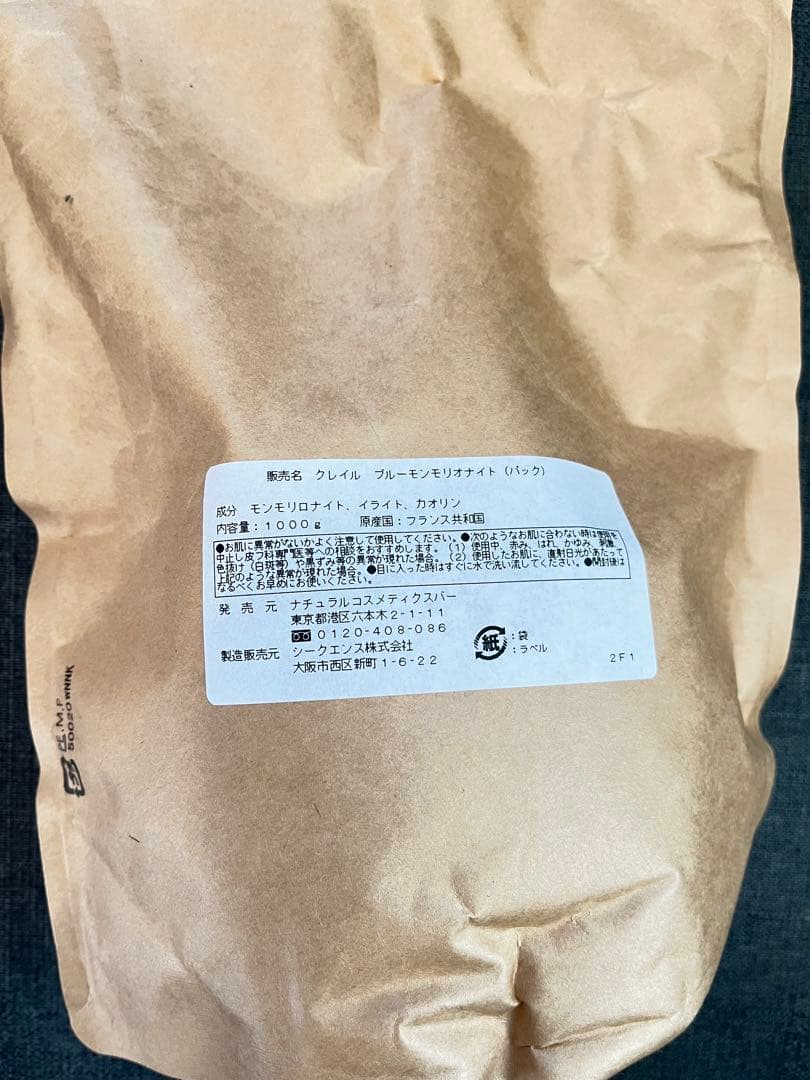 販売名　クレイル　ブルーモンモリオナイト（パック）
成分　モンモリロナイト、イライト、カオリン
内容量：１０００ｇ　　原産国：フランス共和国
●お肌に異常がないかよく注意して使用してください。●次のようなお肌に合わない時は使用を
中止し皮フ科専門医等への相談をおすすめします。（1）使用中、赤み、はれ、かゆみ、刺激、
色抜け（白斑等）や黒ずみ等の異常が現れた場合。（2）使用したお肌に、直射日光があたって
上記のような異常が現れた場合。●目に入った時はすぐに水で洗い流してください。●開封後は
なるべくお早めにお使いください。
発　売　元　ナチュラルコスメティクスバー
東京都港区六本木２-１-１１
０１２０-４０８-０８６
製造販売元　シークエンス株式会社
大阪市西区新町１-６-２２
紙
：袋
：ラベル
２Ｆ１
PE,M,P
50020 WNNK